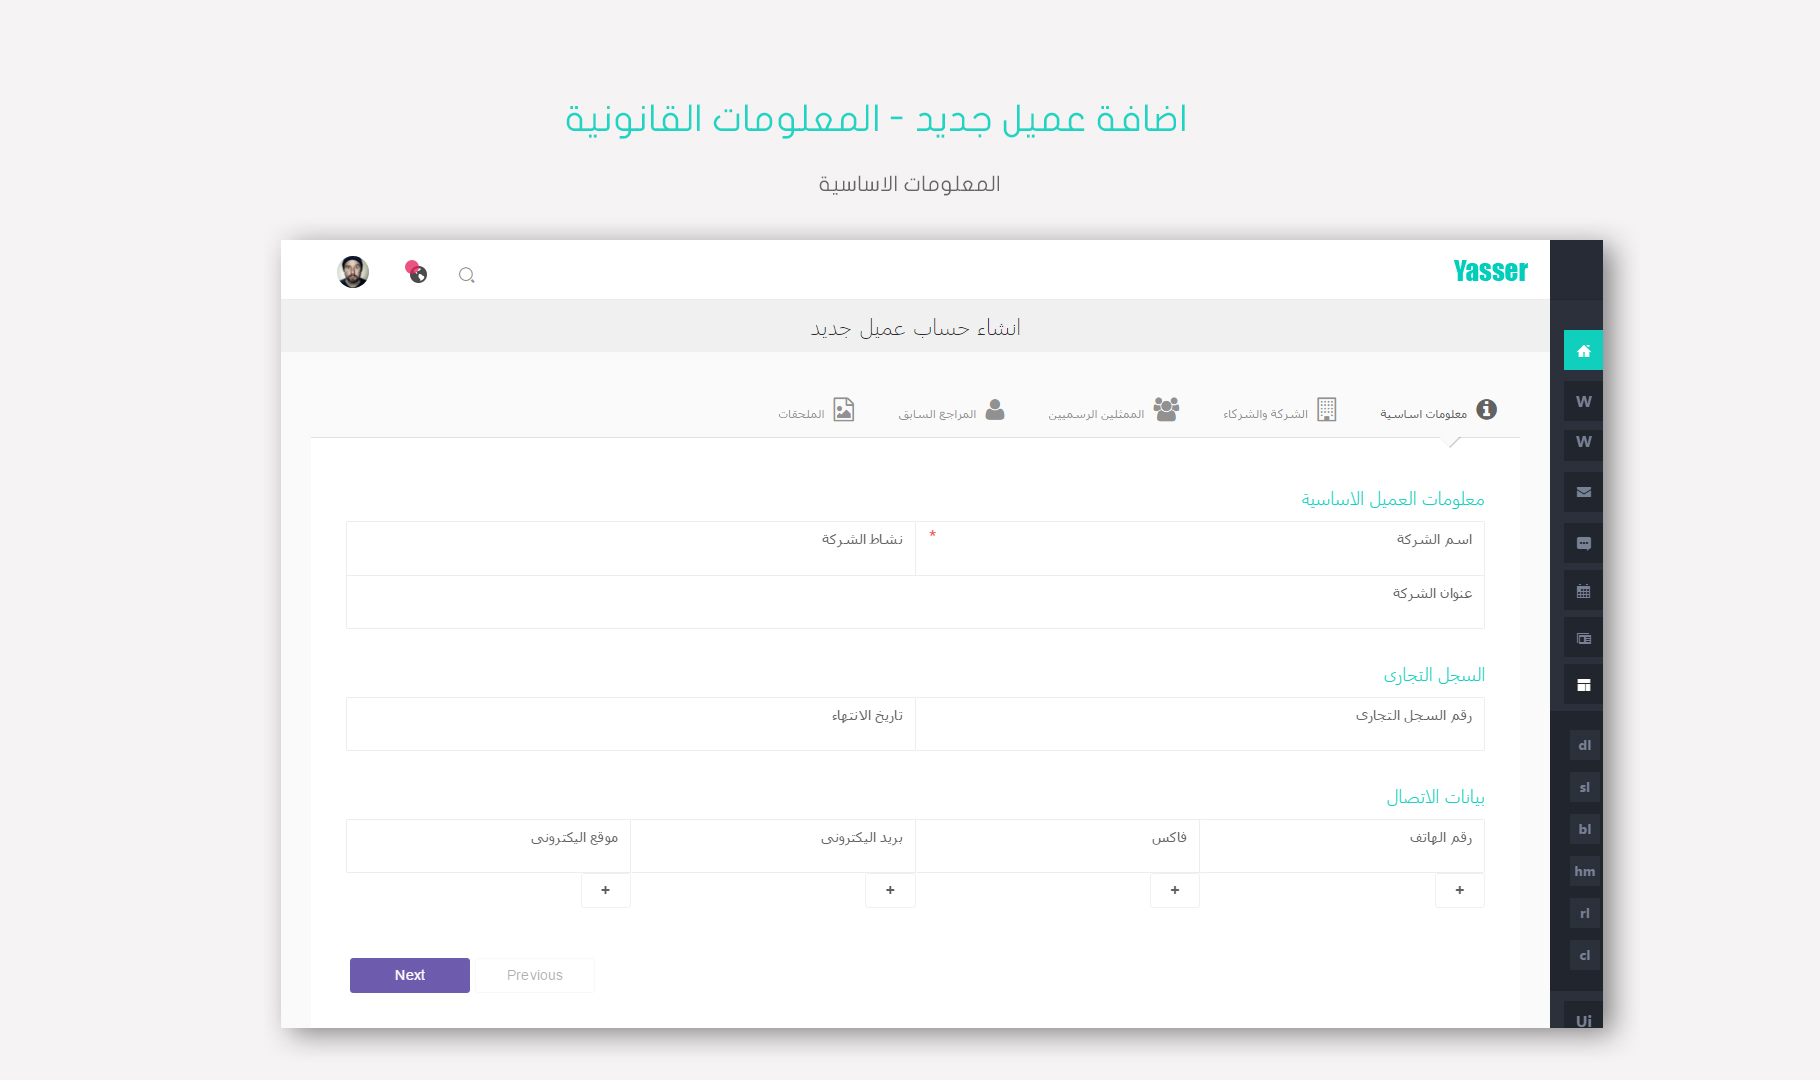 اضافة عميل جديد - المعلومات القانونية
المعلومات الاساسية
Yasser
انشاء حساب عميل جديد
معلومات اساسية
الشركة والشركاء
الممثلين الرسميين
المراجع السابق
الملحقات
معلومات العميل الاساسية
اسم الشركة *
نشاط الشركة
عنوان الشركة
السجل التجارى
رقم السجل التجارى
تاريخ الانتهاء
بيانات الاتصال
رقم الهاتف
فاكس
بريد اليكترونى
موقع اليكترونى
+ + + +
Next
Previous
W
W
dl
sl
bl
hm
rl
cl
Ui